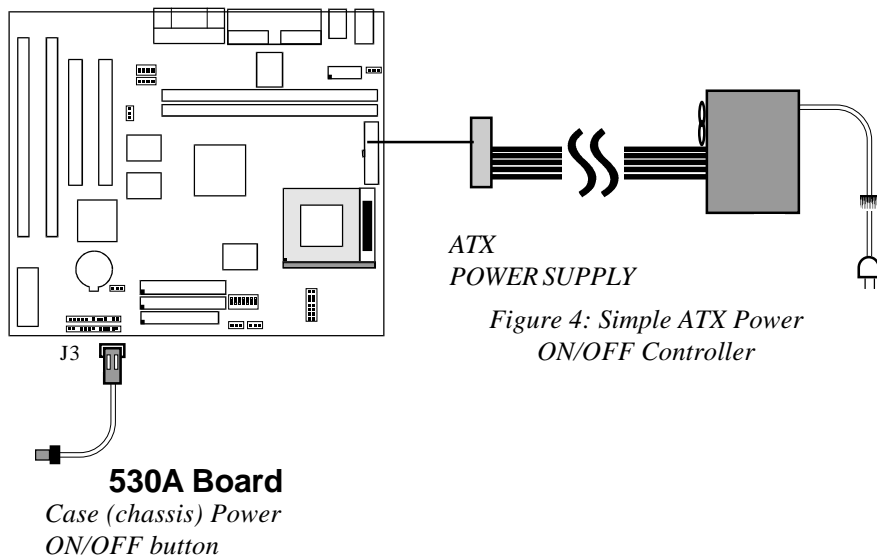 ATX
POWER SUPPLY
Figure 4: Simple ATX Power
ON/OFF Controller
J3
530A Board
Case (chassis) Power
ON/OFF button